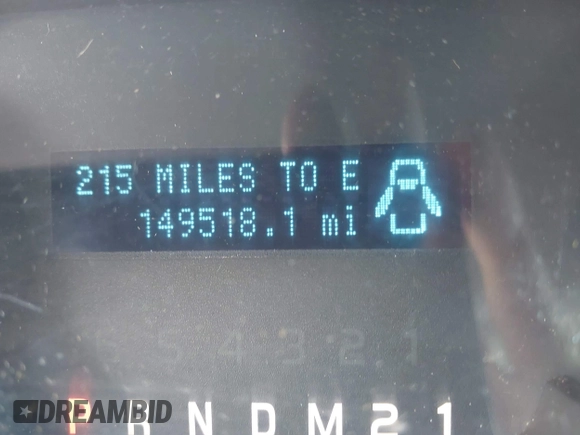 215 MILES TO E
149518.1 mi
5 4 3 2 1
N D M 2 1
DREAMBID